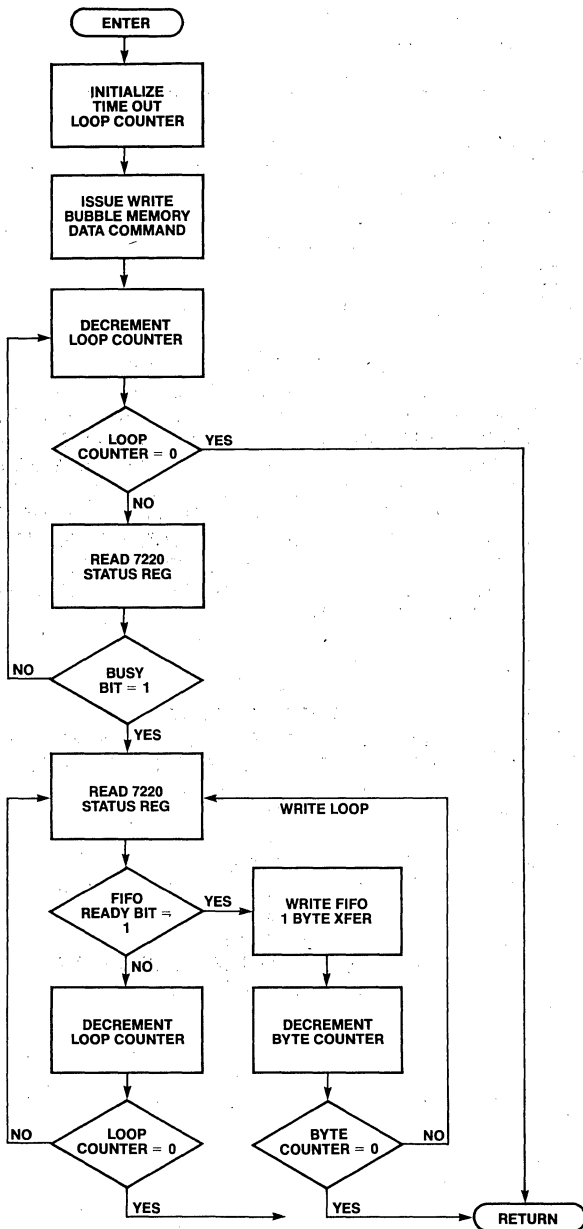 ENTER
INITIALIZE
TIME OUT
LOOP COUNTER
ISSUE WRITE
BUBBLE MEMORY
DATA COMMAND
DECREMENT
LOOP COUNTER
LOOP
COUNTER = 0
YES
NO
READ 7220
STATUS REG
BUSY
BIT = 1
NO
YES
READ 7220
STATUS REG
WRITE LOOP
FIFO
READY BIT =
1
YES
WRITE FIFO
1 BYTE XFER
NO
DECREMENT
LOOP COUNTER
DECREMENT
BYTE COUNTER
NO
LOOP
COUNTER = 0
BYTE
COUNTER = 0
NO
YES
YES
RETURN